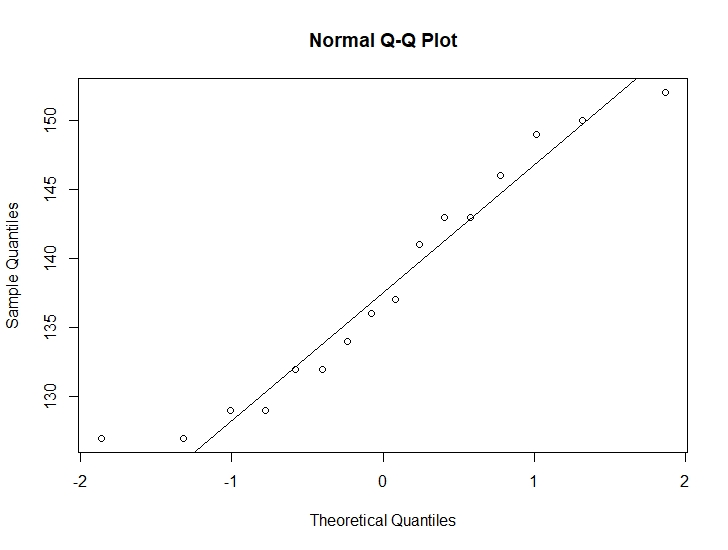 Normal Q-Q Plot
150
145
140
135
130
Sample Quantiles
-2 -1 0 1 2
Theoretical Quantiles